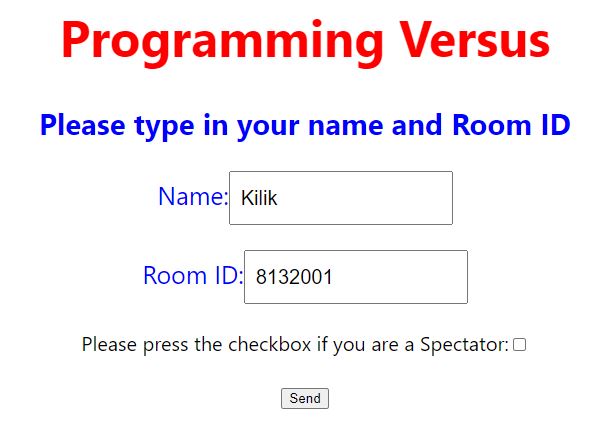 Programming Versus
Please type in your name and Room ID
Name: Kilik
Room ID: 8132001
Please press the checkbox if you are a Spectator:
Send